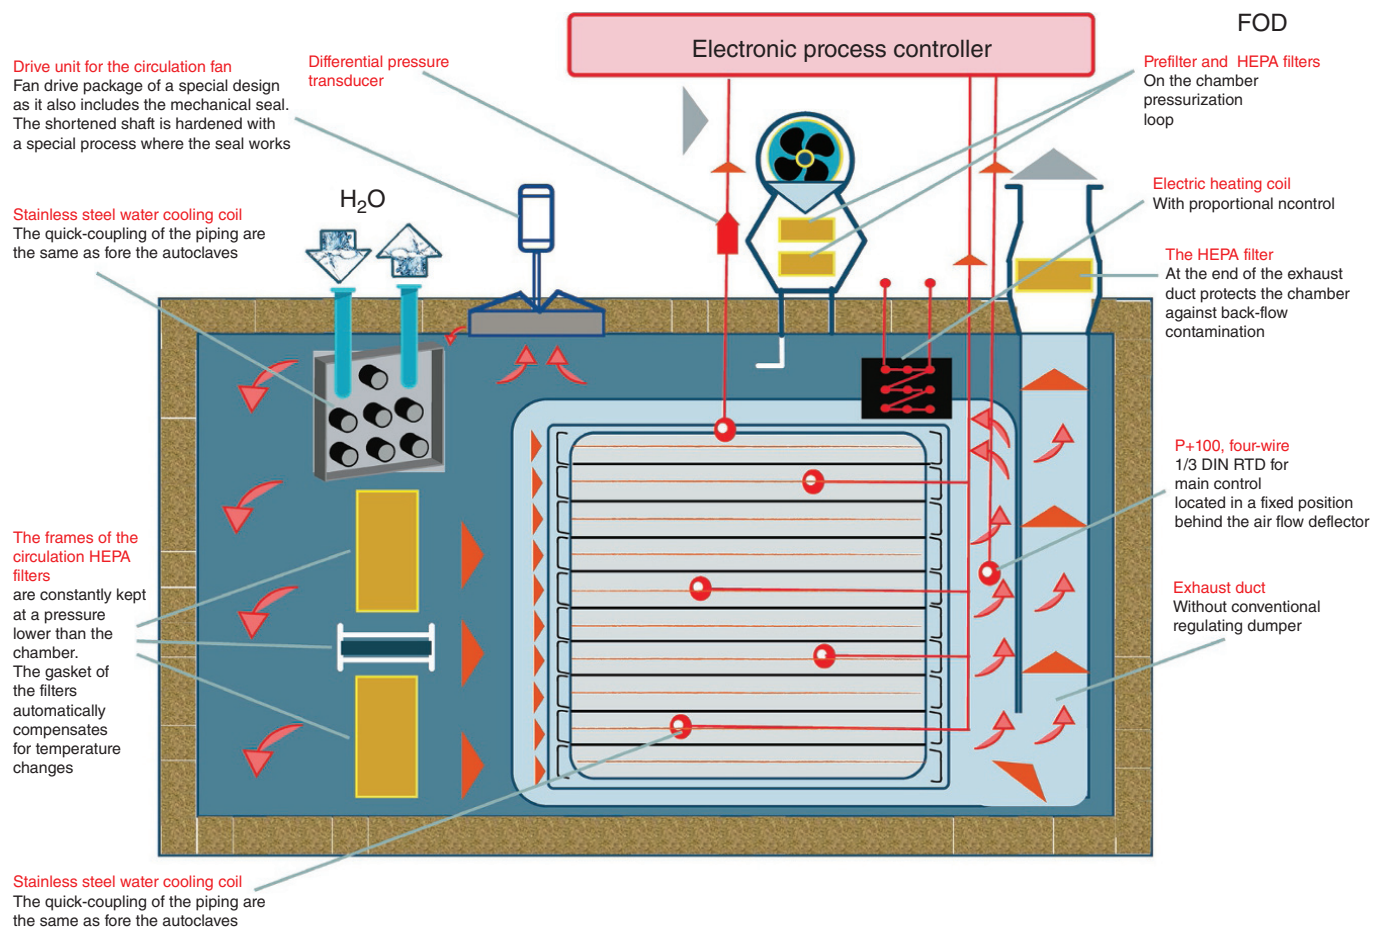 FOD
Electronic process controller
Drive unit for the circulation fan
Fan drive package of a special design
as it also includes the mechanical seal.
The shortened shaft is hardened with
a special process where the seal works
Differential pressure
transducer
Prefilter and HEPA filters
On the chamber
pressurization
loop
H₂O
Stainless steel water cooling coil
The quick-coupling of the piping are
the same as fore the autoclaves
Electric heating coil
With proportional ncontrol
The HEPA filter
At the end of the exhaust
duct protects the chamber
against back-flow
contamination
P+100, four-wire
1/3 DIN RTD for
main control
located in a fixed position
behind the air flow deflector
The frames of the
circulation HEPA
filters
are constantly kept
at a pressure
lower than the
chamber.
The gasket of
the filters
automatically
compensates
for temperature
changes
Exhaust duct
Without conventional
regulating dumper
Stainless steel water cooling coil
The quick-coupling of the piping are
the same as fore the autoclaves